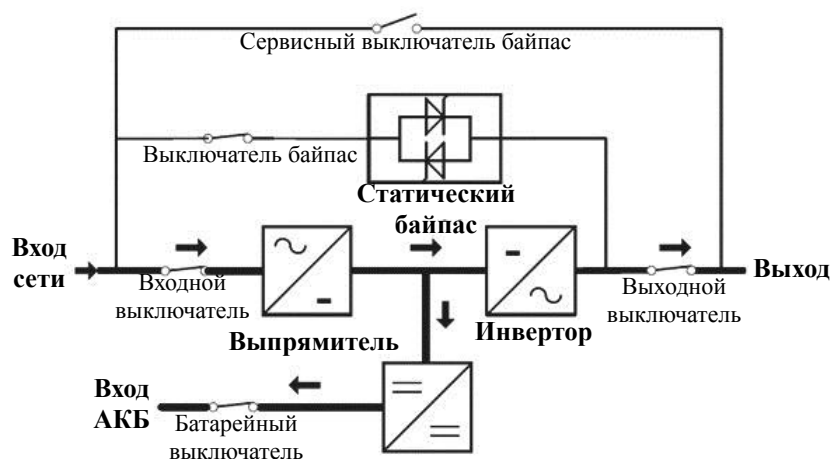 Сервисный выключатель байпас
Выключатель байпас
Статический
байпас
Вход
сети
Входной
выключатель
Выпрямитель
Инвертор
Выходной
выключатель
Выход
Вход
АКБ
Батарейный
выключатель